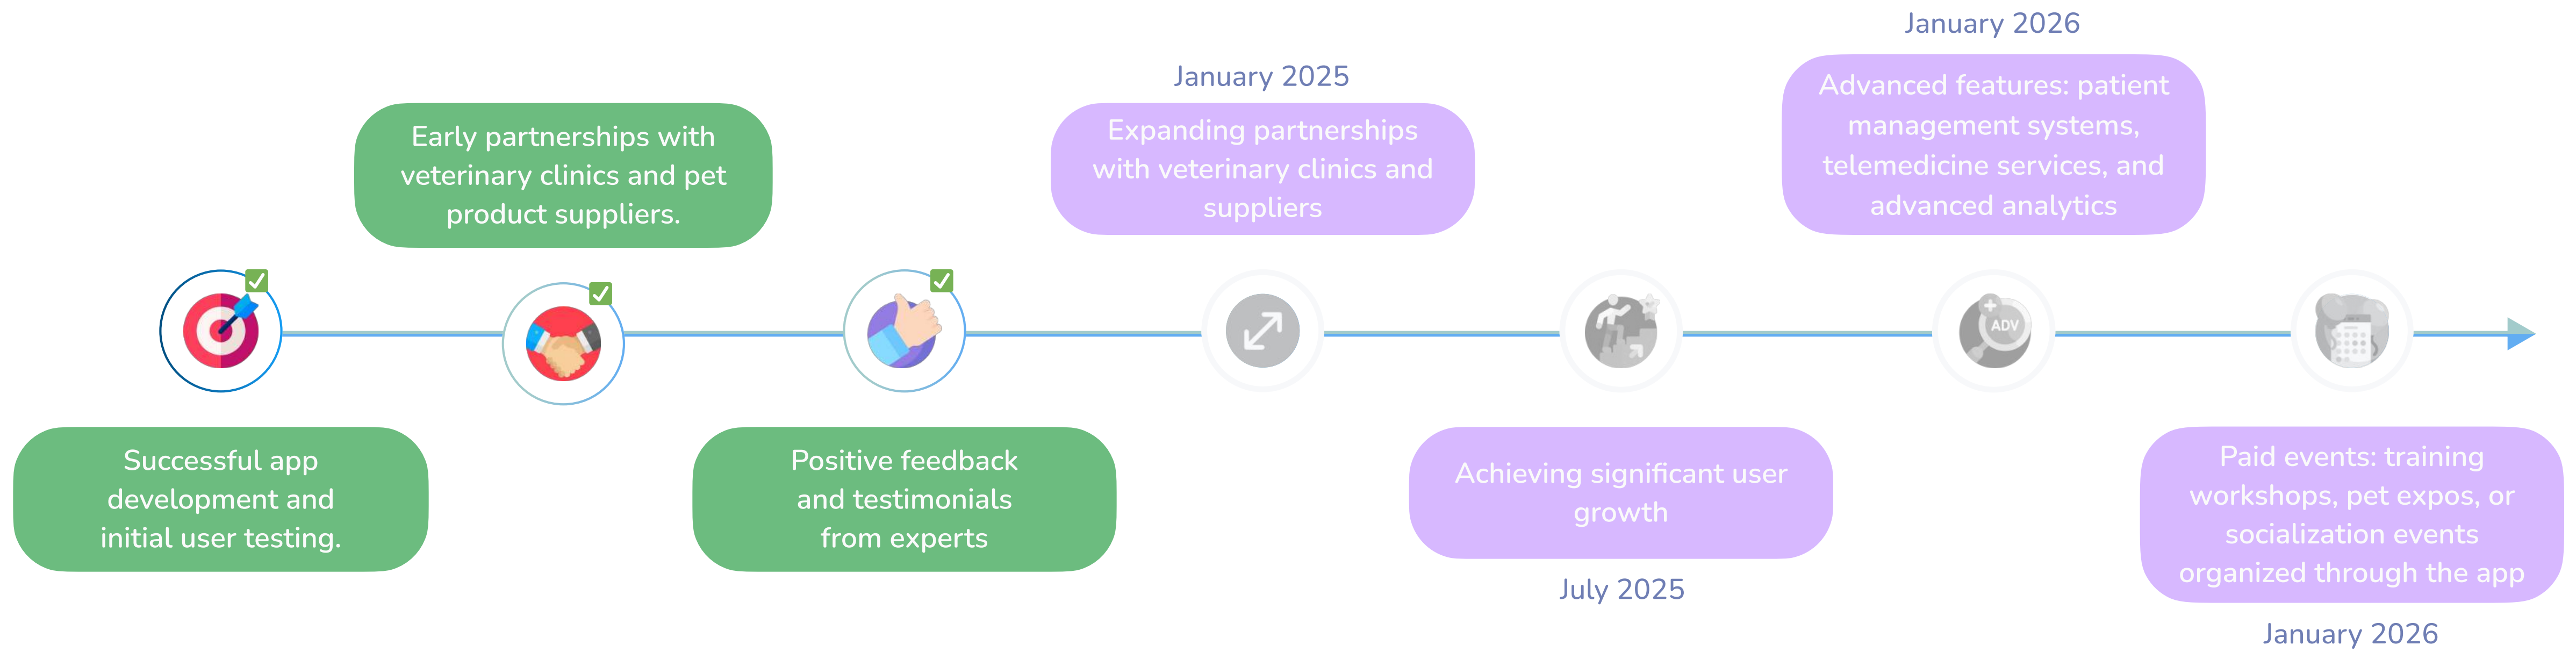 Successful app
development and
initial user testing.
Early partnerships with
veterinary clinics and pet
product suppliers.
Positive feedback
and testimonials
from experts
January 2025
Expanding partnerships
with veterinary clinics and
suppliers
Achieving significant user
growth
July 2025
January 2026
Advanced features: patient
management systems,
telemedicine services, and
advanced analytics
ADV
Paid events: training
workshops, pet expos, or
socialization events
organized through the app
January 2026